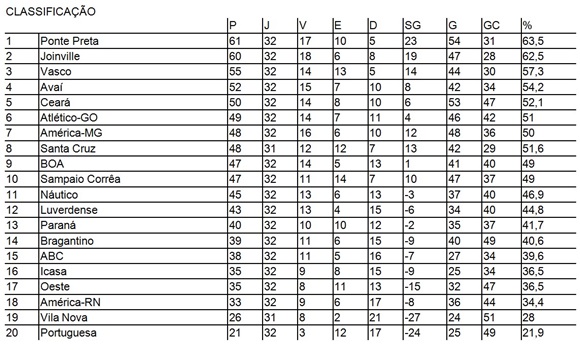 CLASSIFICAÇÃO
P J V E D SG G GC %
1 Ponte Preta 61 32 17 10 5 23 54 31 63,5
2 Joinville 60 32 18 6 8 19 47 28 62,5
3 Vasco 55 32 14 13 5 14 44 30 57,3
4 Avaí 52 32 15 7 10 8 42 34 54,2
5 Ceará 50 32 14 8 10 6 53 47 52,1
6 Atlético-GO 49 32 14 7 11 4 46 42 51
7 América-MG 48 32 16 6 10 12 48 36 50
8 Santa Cruz 48 31 12 12 7 13 42 29 51,6
9 BOA 47 32 14 5 13 1 41 40 49
10 Sampaio Corrêa 47 32 11 14 7 10 47 37 49
11 Náutico 45 32 13 6 13 -3 37 40 46,9
12 Luverdense 43 32 13 4 15 -6 34 40 44,8
13 Paraná 40 32 10 10 12 -2 35 37 41,7
14 Bragantino 39 32 11 6 15 -9 40 49 40,6
15 ABC 38 32 11 5 16 -7 27 34 39,6
16 Icasa 35 32 9 8 15 -9 25 34 36,5
17 Oeste 35 32 8 11 13 -15 32 47 36,5
18 América-RN 33 32 9 6 17 -8 36 44 34,4
19 Vila Nova 26 31 8 2 21 -27 24 51 28
20 Portuguesa 21 32 3 12 17 -24 25 49 21,9